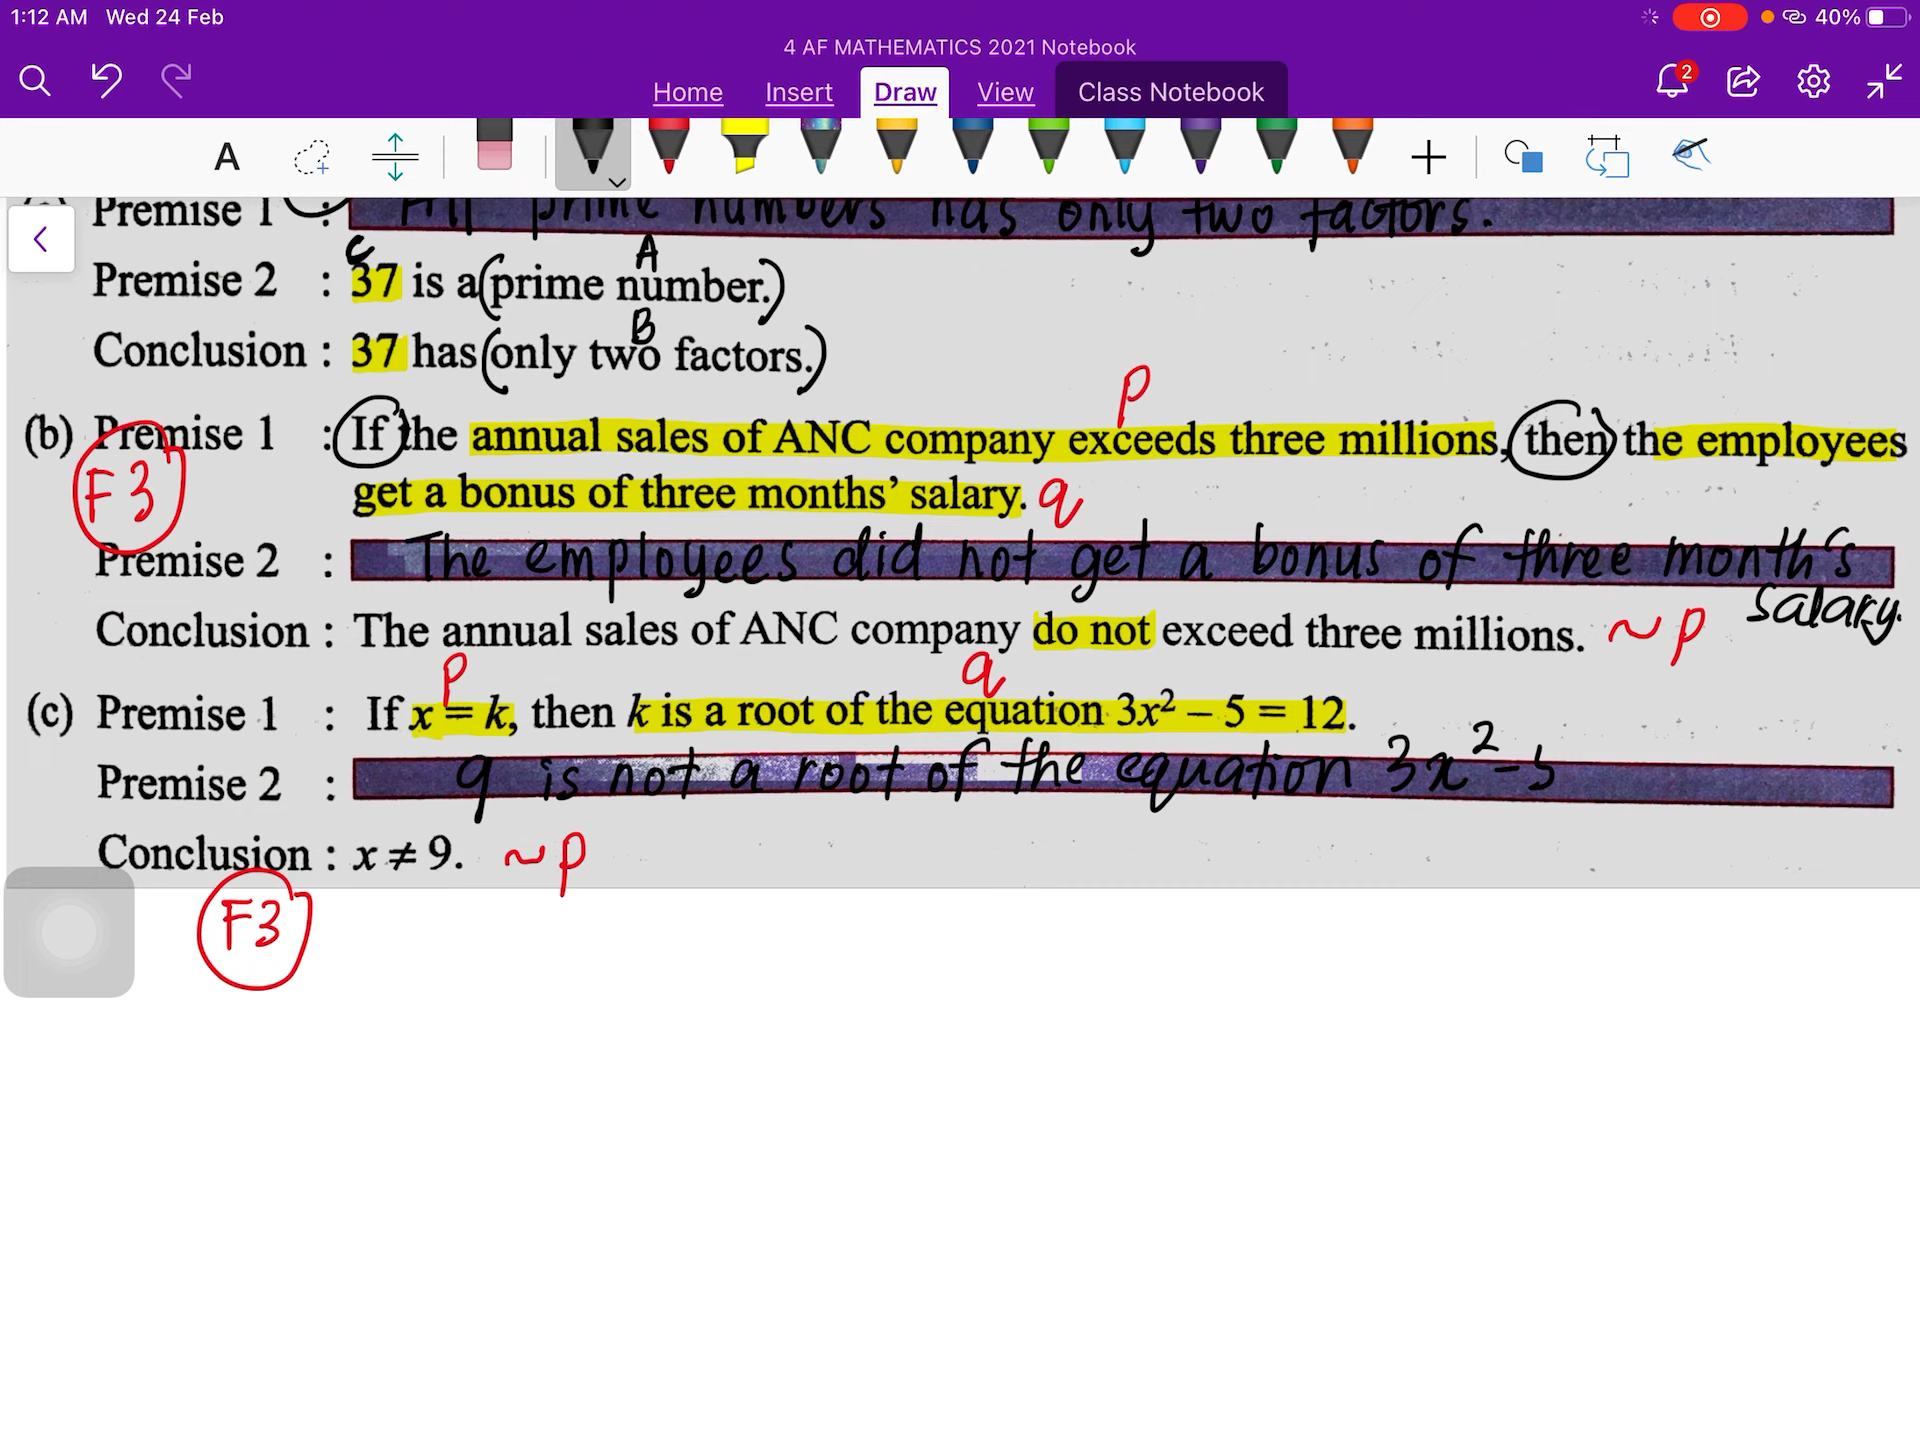 1:12 AM Wed 24 Feb
40%
4 AF MATHEMATICS 2021 Notebook
Home Insert Draw View Class Notebook
2
A
Premise 1 : All prime numbers has only two factors.
C A
Premise 2 : 37 is a (prime number.)
B
Conclusion : 37 has (only two factors.)
p
(b) Premise 1 : If the annual sales of ANC company exceeds three millions, then the employees
get a bonus of three months’ salary. q
F3
Premise 2 : The employees did not get a bonus of three month's
salary.
Conclusion : The annual sales of ANC company do not exceed three millions. ~p
p q
(c) Premise 1 : If x = k, then k is a root of the equation 3x² – 5 = 12.
Premise 2 : 9 is not a root of the equation 3x² – 5
Conclusion : x ≠ 9. ~p
F3